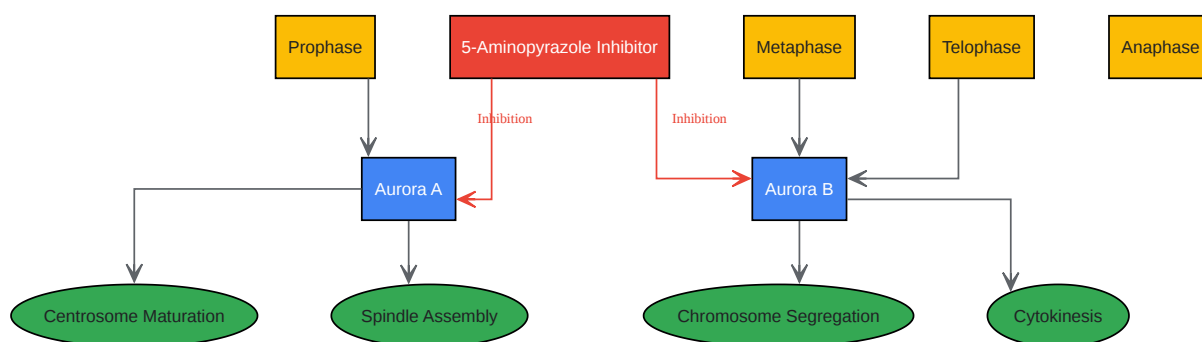 Prophase
5-Aminopyrazole Inhibitor
Metaphase
Telophase
Anaphase
Inhibition
Inhibition
Aurora A
Aurora B
Centrosome Maturation
Spindle Assembly
Chromosome Segregation
Cytokinesis